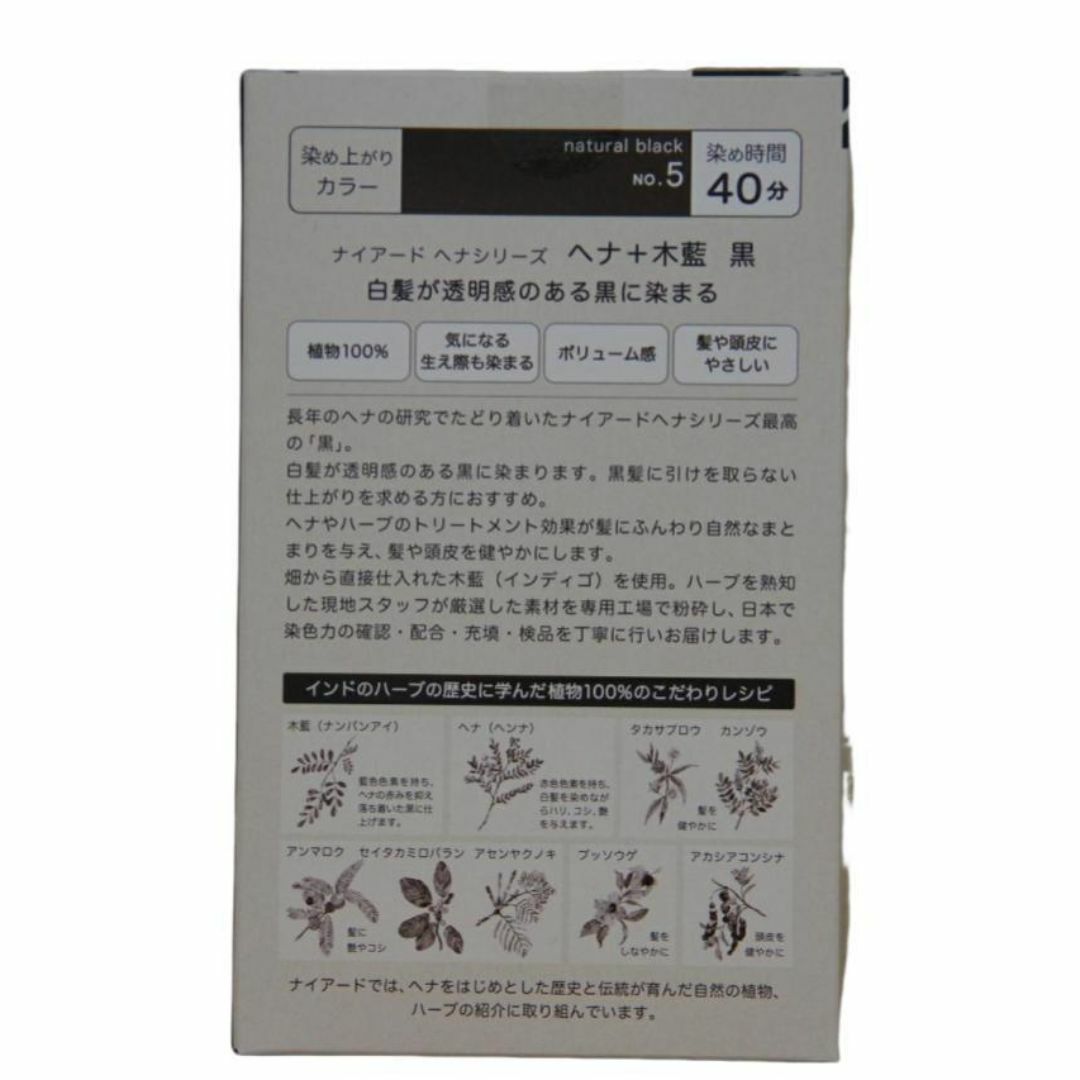 染め上がり
カラー
natural black
NO.5
染め時間
40分
ナイアード ヘナシリーズ ヘナ+木藍 黒
白髪が透明感のある黒に染まる
植物100%
気になる
生え際も染まる
ボリューム感
髪や頭皮に
やさしい
長年のヘナの研究でたどり着いたナイアードヘナシリーズ最高
の「黒」。
白髪が透明感のある黒に染まります。黒髪に引けを取らない
仕上がりを求める方におすすめ。
ヘナやハーブのトリートメント効果が髪にふんわり自然なまと
まりを与え、髪や頭皮を健やかにします。
畑から直接仕入れた木藍（インディゴ）を使用。ハーブを熟知
した現地スタッフが厳選した素材を専用工場で粉砕し、日本で
染色力の確認・配合・充填・検品を丁寧に行いお届けします。
インドのハーブの歴史に学んだ植物100%のこだわりレシピ
木藍（ナンバンアイ）
藍色色素を持ち、
ヘナの赤みを抑え
落ち着いた黒に仕
上げます。
ヘナ（ヘンナ）
赤色色素を持ち、
白髪を染めなが
らハリ、コシ、艶
を与えます。
タカサブロウ カンゾウ
髪を
健やかに
アンマロク セイタカミロバラン アセンヤクノキ
髪に
艶やコシ
ブッソウゲ
髪を
しなやかに
アカシアコンシナ
頭皮を
健やかに
ナイアードでは、ヘナをはじめとした歴史と伝統が育んだ自然の植物、
ハーブの紹介に取り組んでいます。